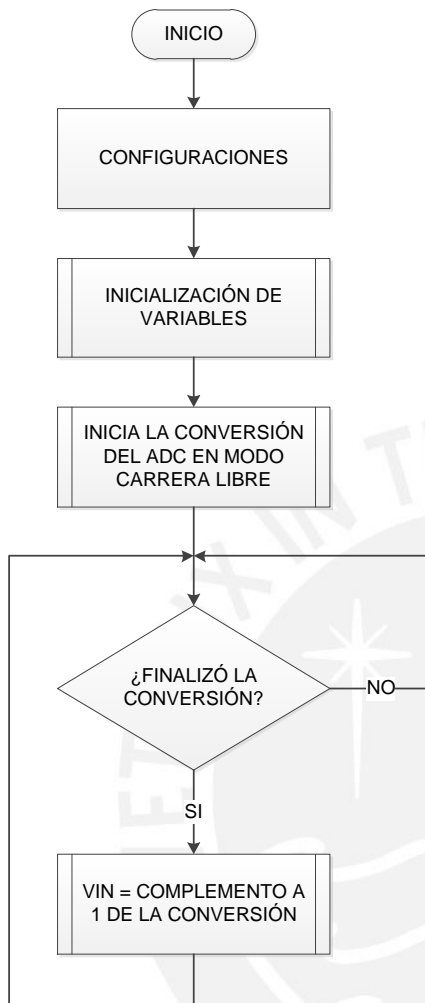 INICIO
CONFIGURACIONES
INICIALIZACIÓN DE
VARIABLES
INICIA LA CONVERSIÓN
DEL ADC EN MODO
CARRERA LIBRE
¿FINALIZÓ LA
CONVERSIÓN?
NO
SI
VIN = COMPLEMENTO A
1 DE LA CONVERSIÓN